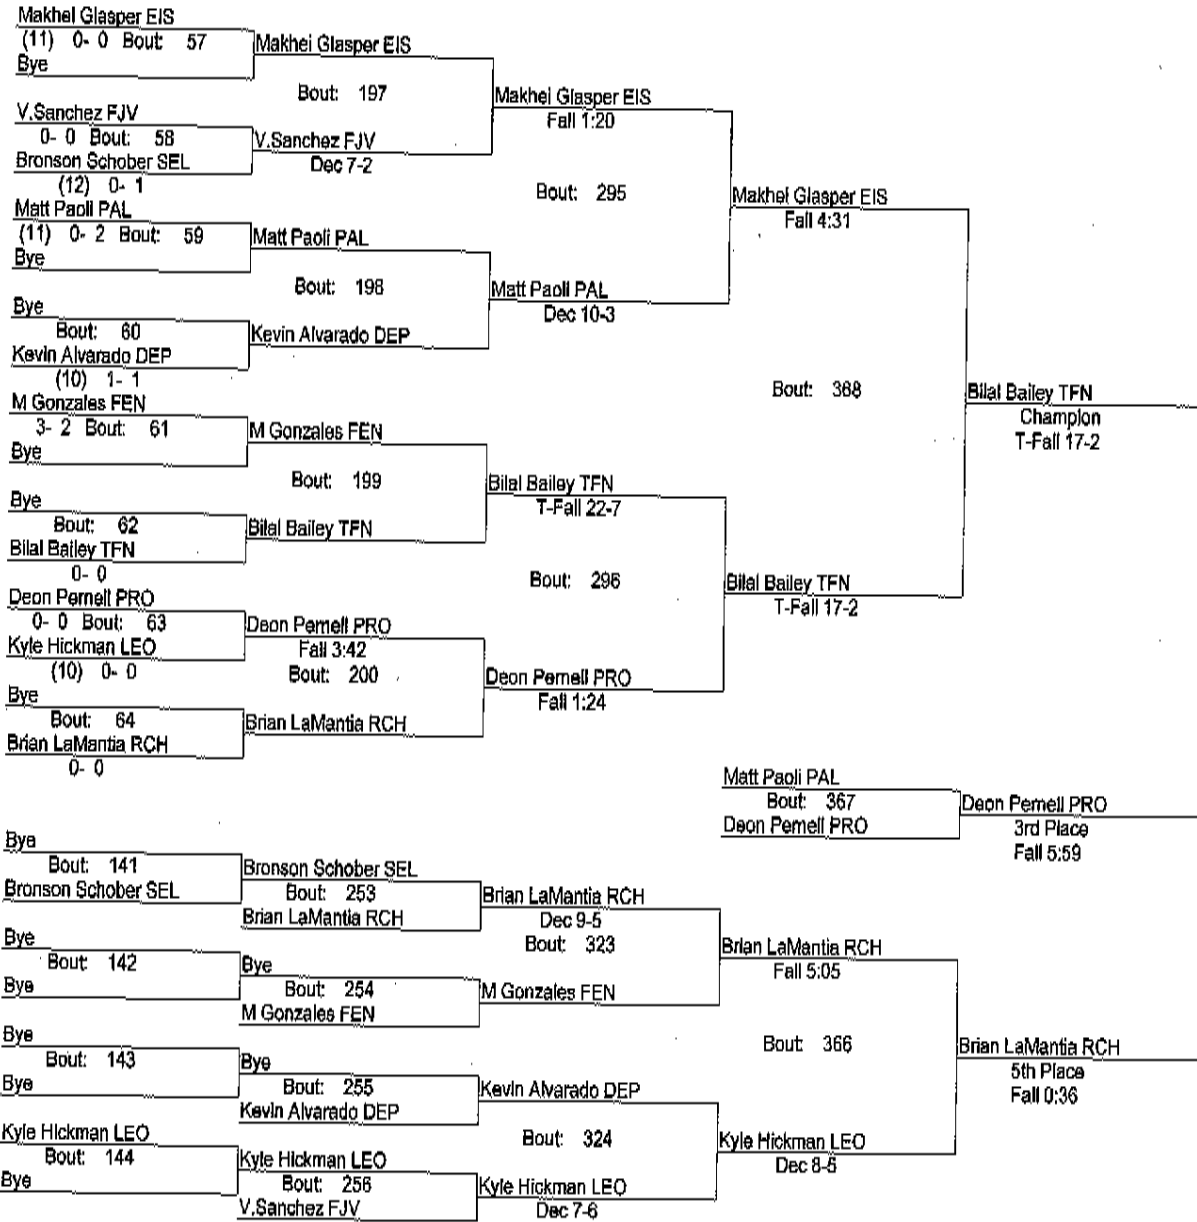 Makhei Glasper EIS
(11) 0- 0 Bout: 57
Bye
Makhei Glasper EIS
Bout: 197
V.Sanchez FJV
0- 0 Bout: 58
Bronson Schober SEL
(12) 0- 1
V.Sanchez FJV
Dec 7-2
Makhei Glasper EIS
Fall 1:20
Bout: 295
Matt Paoli PAL
(11) 0- 2 Bout: 59
Bye
Matt Paoli PAL
Bout: 198
Bye
Bout: 60
Kevin Alvarado DEP
(10) 1- 1
Kevin Alvarado DEP
Matt Paoli PAL
Dec 10-3
Makhei Glasper EIS
Fall 4:31
Bout: 368
M Gonzales FEN
3- 2 Bout: 61
Bye
M Gonzales FEN
Bout: 199
Bye
Bout: 62
Bilal Bailey TFN
0- 0
Bilal Bailey TFN
Bilal Bailey TFN
T-Fall 22-7
Bout: 296
Deon Pernell PRO
0- 0 Bout: 63
Kyle Hickman LEO
(10) 0- 0
Deon Pernell PRO
Fall 3:42
Bout: 200
Bye
Bout: 64
Brian LaMantia RCH
0- 0
Brian LaMantia RCH
Deon Pernell PRO
Fall 1:24
Bilal Bailey TFN
T-Fall 17-2
Bilal Bailey TFN
Champion
T-Fall 17-2
Matt Paoli PAL
Bout: 367
Deon Pernell PRO
Deon Pernell PRO
3rd Place
Fall 5:59
Bye
Bout: 141
Bronson Schober SEL
Bronson Schober SEL
Bout: 253
Brian LaMantia RCH
Brian LaMantia RCH
Dec 9-5
Bout: 323
Bye
Bout: 142
Bye
Bye
Bout: 254
M Gonzales FEN
M Gonzales FEN
Brian LaMantia RCH
Fall 5:05
Bout: 366
Bye
Bout: 143
Bye
Bye
Bout: 255
Kevin Alvarado DEP
Kevin Alvarado DEP
Bout: 324
Kyle Hickman LEO
Bout: 144
Bye
Kyle Hickman LEO
Bout: 256
V.Sanchez FJV
Kyle Hickman LEO
Dec 7-6
Kyle Hickman LEO
Dec 8-5
Brian LaMantia RCH
5th Place
Fall 0:36